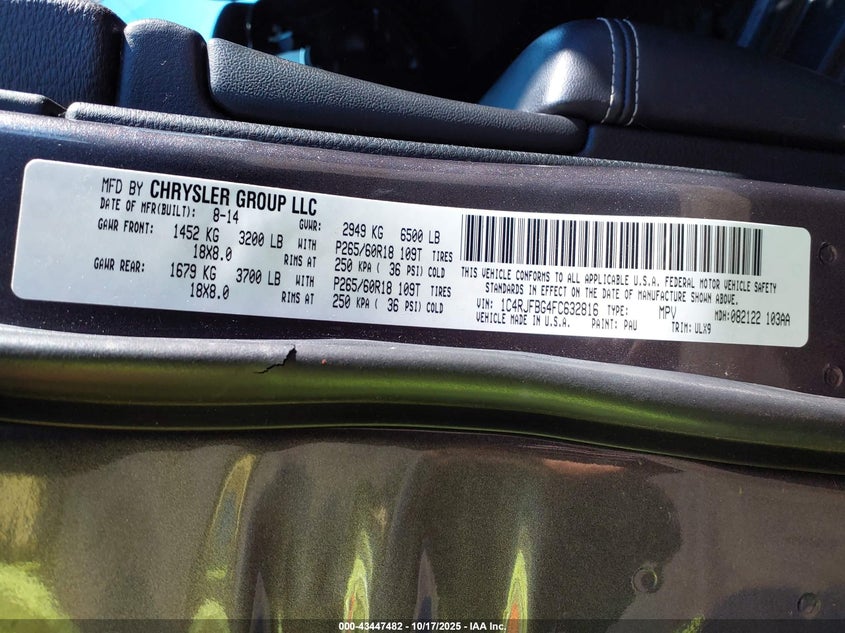 MFD BY CHRYSLER GROUP LLC
DATE OF MFR(BUILT): 8-14 GVWR: 2949 KG 6500 LB
GAWR FRONT: 1452 KG 3200 LB WITH P265/60R18 109T TIRES
18X8.0 RIMS AT 250 KPA ( 36 PSI) COLD
GAWR REAR: 1679 KG 3700 LB WITH P265/60R18 109T TIRES
18X8.0 RIMS AT 250 KPA ( 36 PSI) COLD
THIS VEHICLE CONFORMS TO ALL APPLICABLE U.S.A. FEDERAL MOTOR VEHICLE SAFETY
STANDARDS IN EFFECT ON THE DATE OF MANUFACTURE SHOWN ABOVE.
VIN: 1C4RJFBG4FC632816 TYPE: MPV MDH:082122 103AA
VEHICLE MADE IN U.S.A. PAINT: PAU TRIM: ULX9
000-43447482 - 10/17/2025 - IAA Inc.